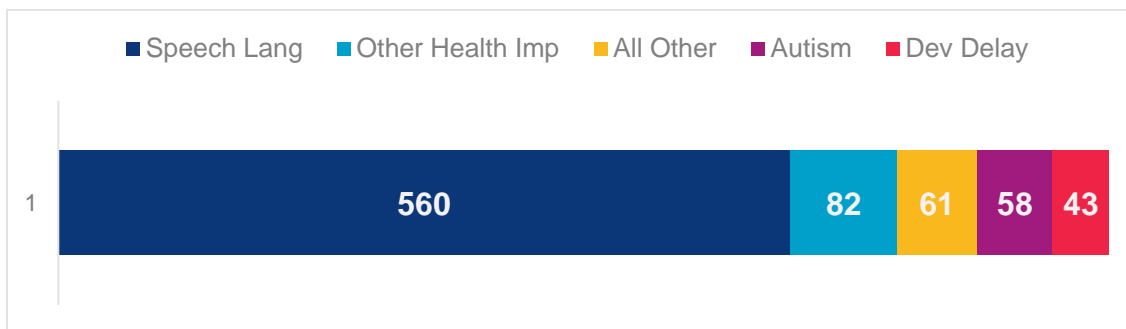 Speech Lang Other Health Imp All Other Autism Dev Delay
1 560 82 61 58 43